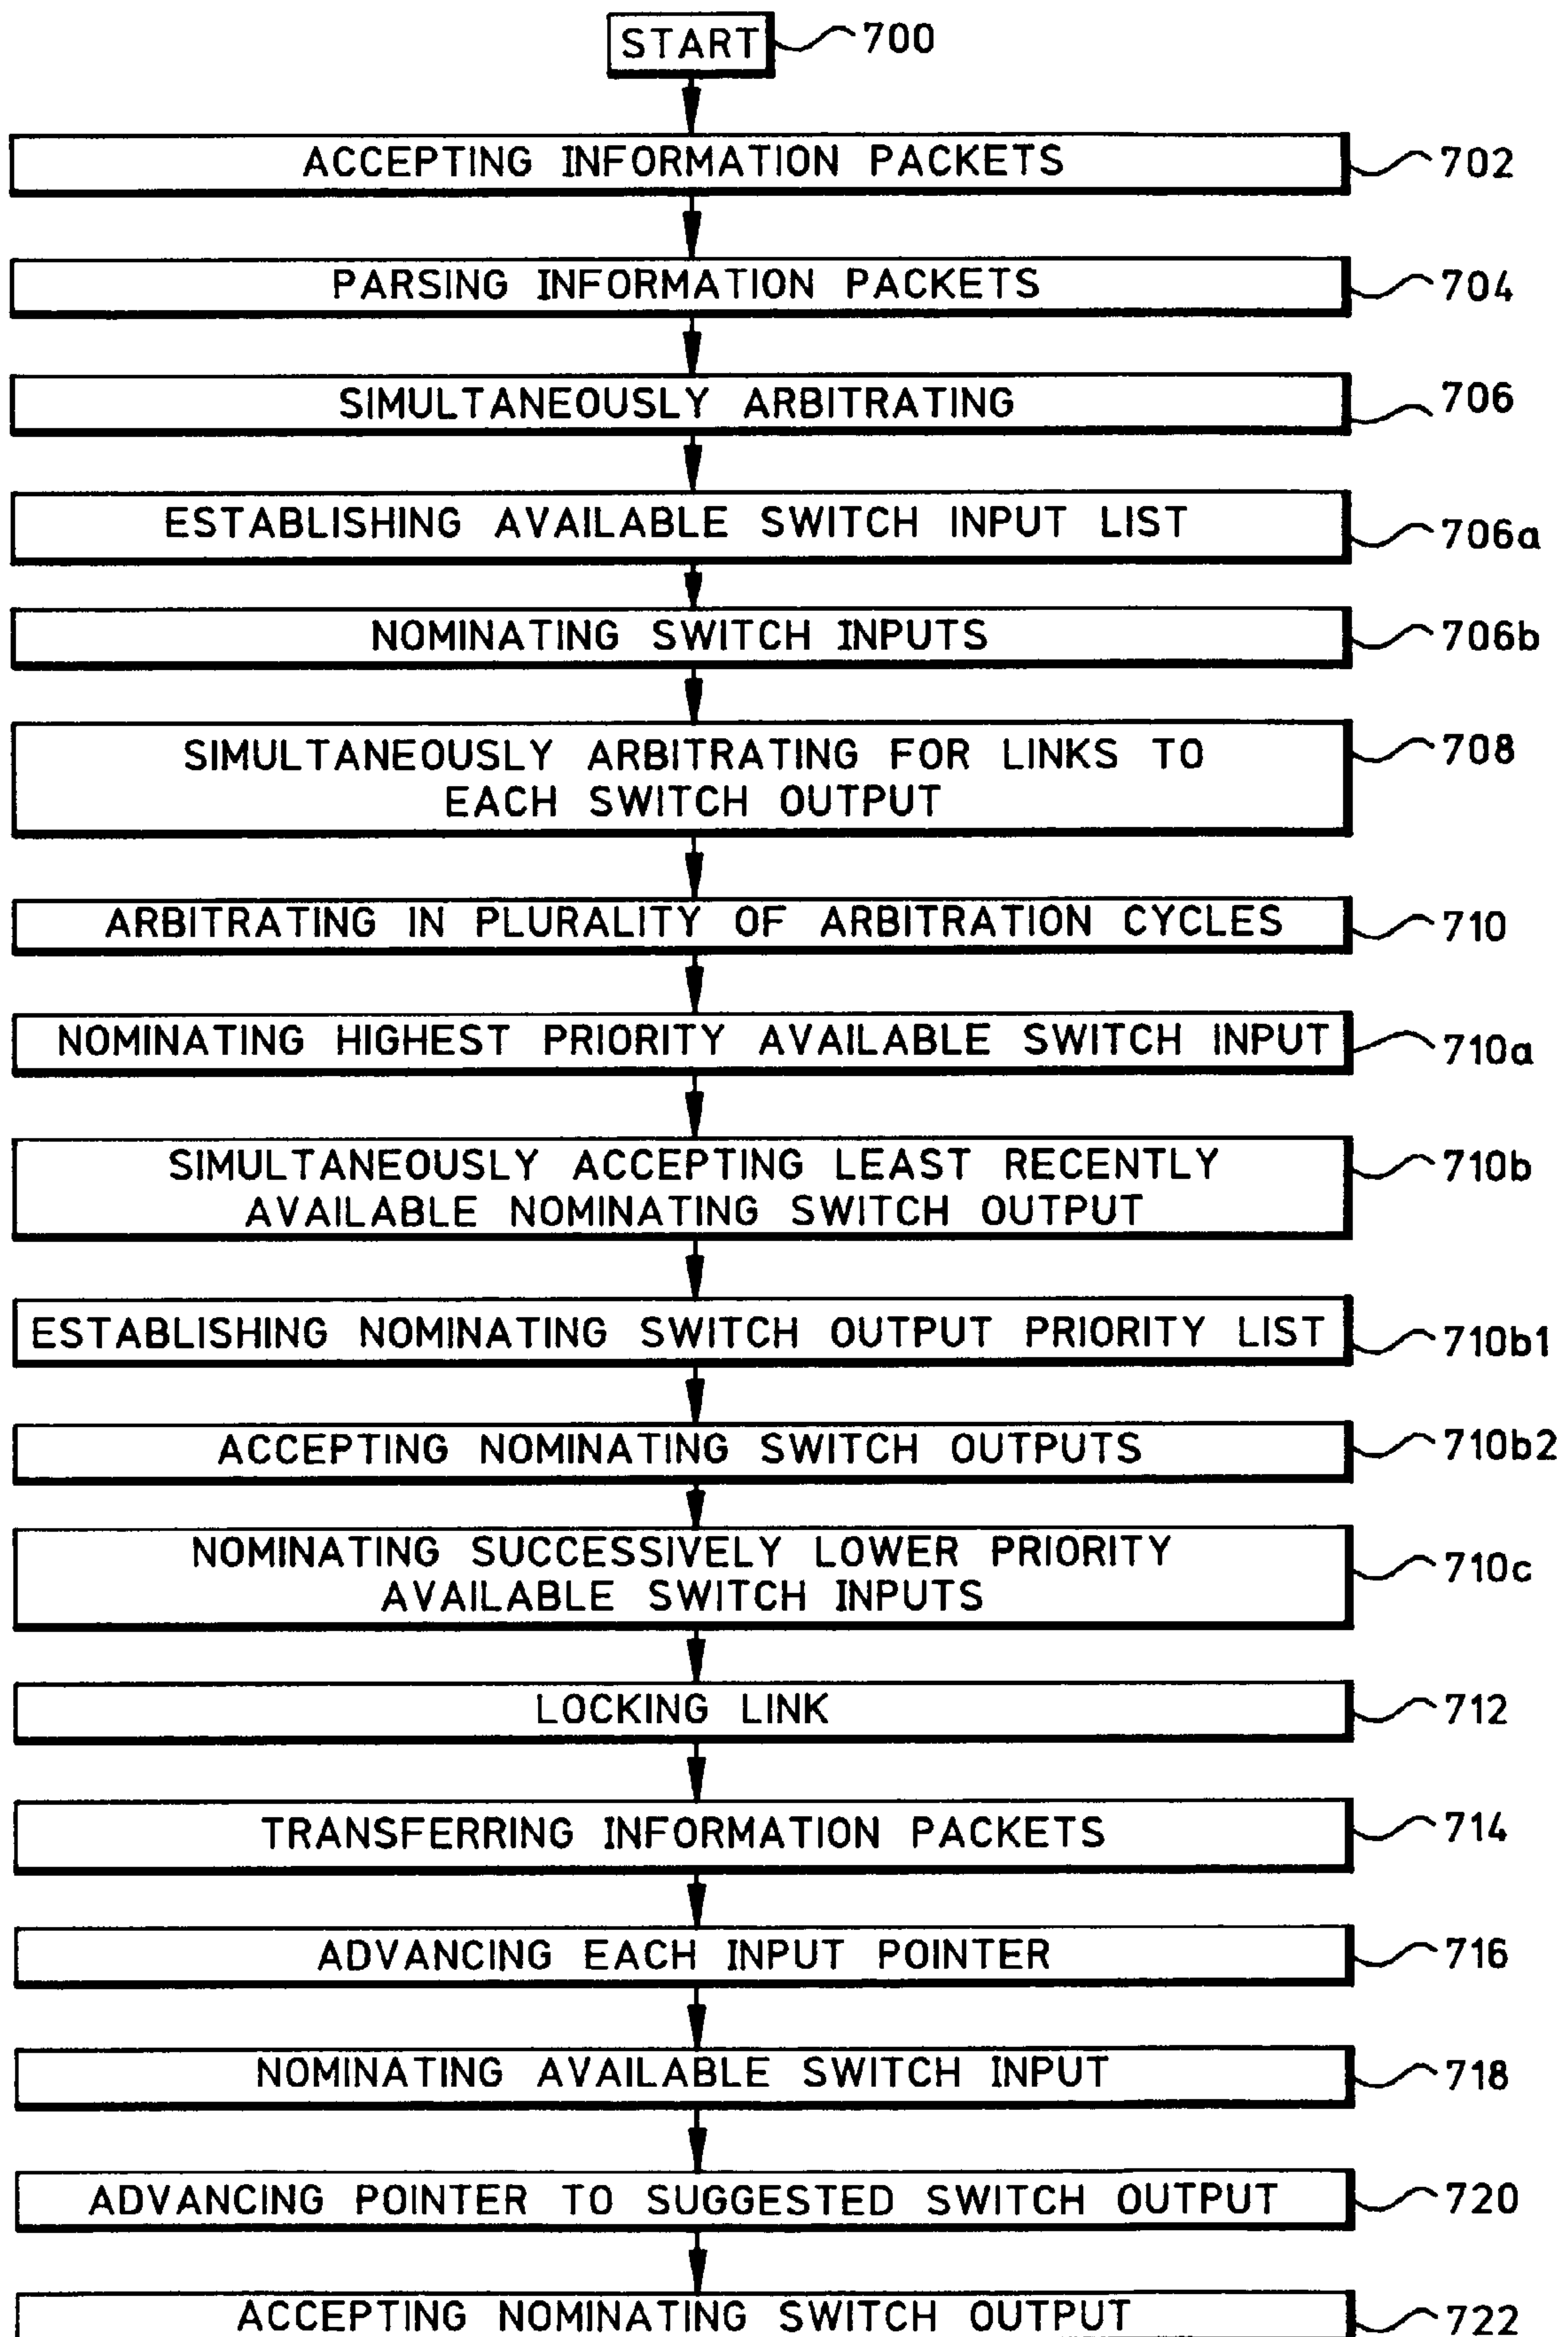 START 700
ACCEPTING INFORMATION PACKETS 702
PARSING INFORMATION PACKETS 704
SIMULTANEOUSLY ARBITRATING 706
ESTABLISHING AVAILABLE SWITCH INPUT LIST 706a
NOMINATING SWITCH INPUTS 706b
SIMULTANEOUSLY ARBITRATING FOR LINKS TO 708
EACH SWITCH OUTPUT
ARBITRATING IN PLURALITY OF ARBITRATION CYCLES 710
NOMINATING HIGHEST PRIORITY AVAILABLE SWITCH INPUT 710a
SIMULTANEOUSLY ACCEPTING LEAST RECENTLY 710b
AVAILABLE NOMINATING SWITCH OUTPUT
ESTABLISHING NOMINATING SWITCH OUTPUT PRIORITY LIST 710b1
ACCEPTING NOMINATING SWITCH OUTPUTS 710b2
NOMINATING SUCCESSIVELY LOWER PRIORITY 710c
AVAILABLE SWITCH INPUTS
LOCKING LINK 712
TRANSFERRING INFORMATION PACKETS 714
ADVANCING EACH INPUT POINTER 716
NOMINATING AVAILABLE SWITCH INPUT 718
ADVANCING POINTER TO SUGGESTED SWITCH OUTPUT 720
ACCEPTING NOMINATING SWITCH OUTPUT 722